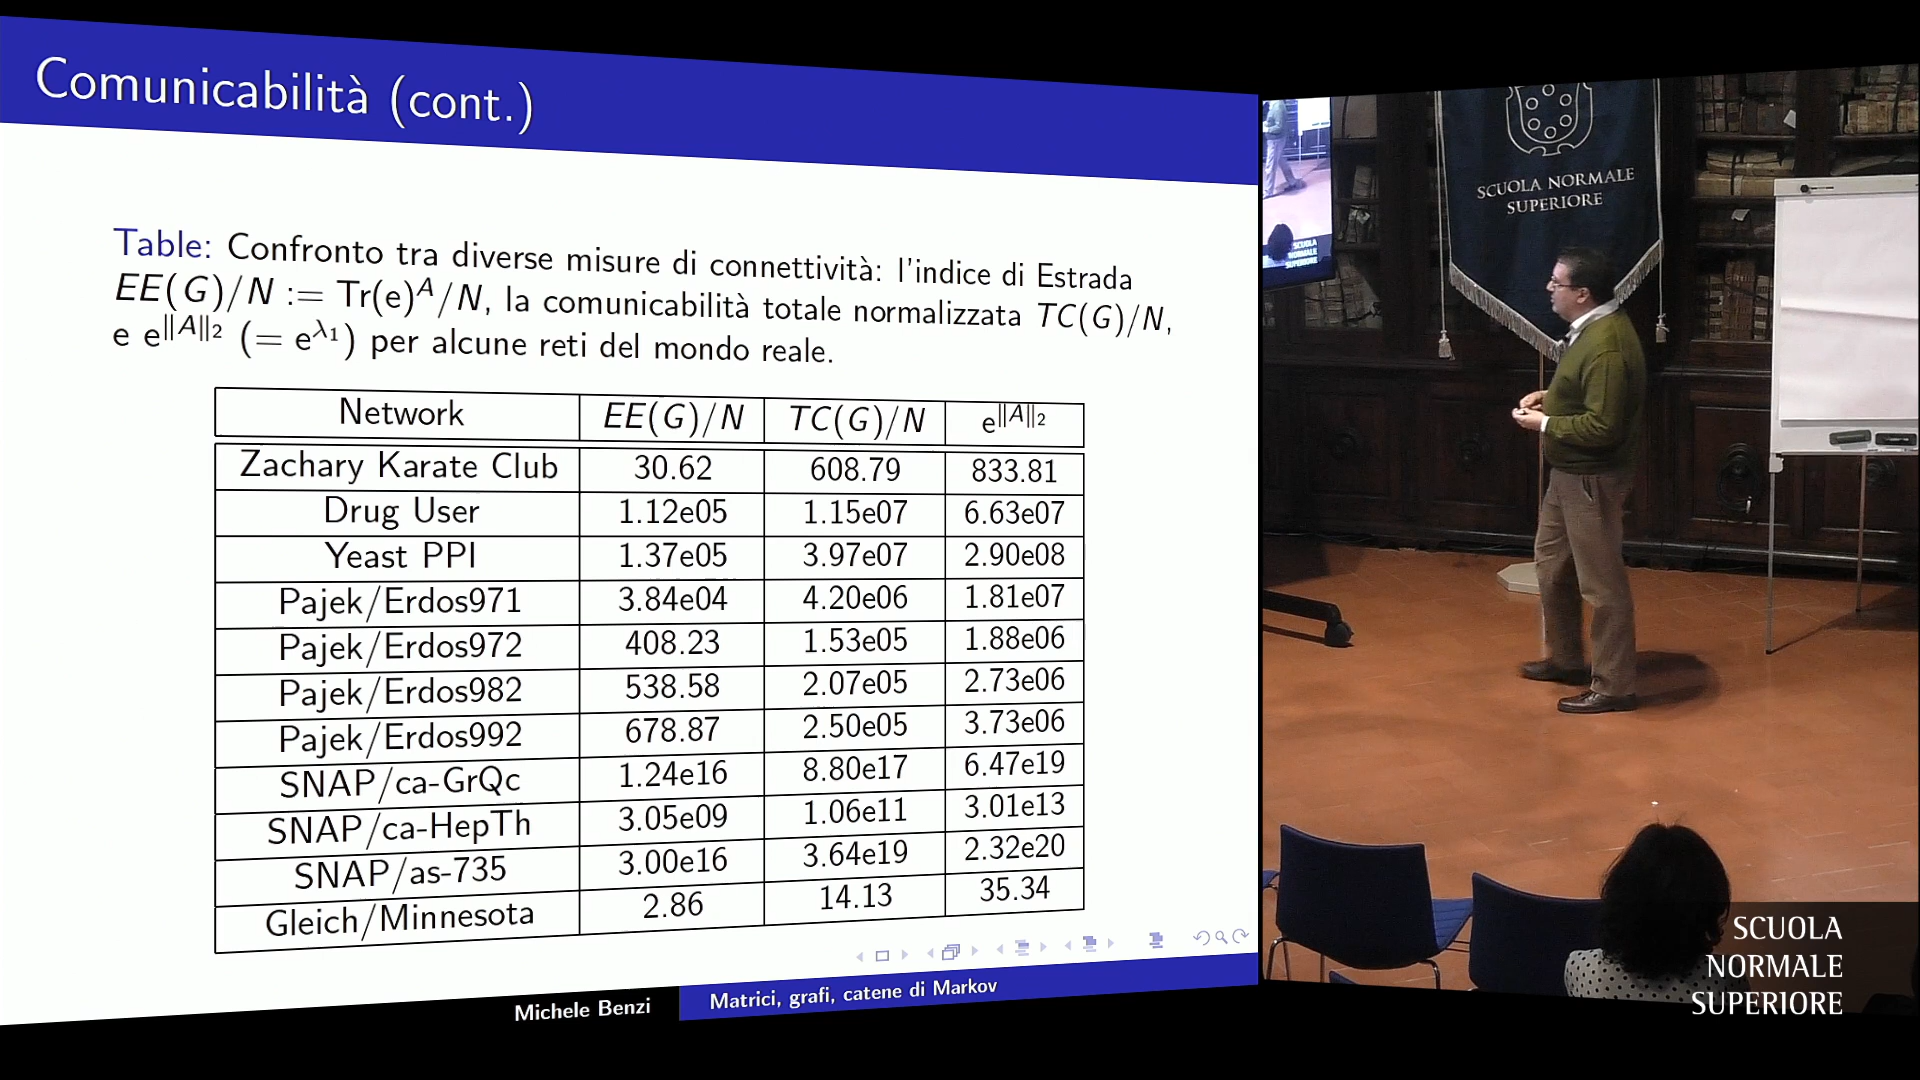 Comunicabilità (cont.)
Table: Confronto tra diverse misure di connettività: l'indice di Estrada
EE(G)/N := Tr(e)^A/N, la comunicabilità totale normalizzata TC(G)/N,
e e^‖A‖₂ (= e^λ₁) per alcune reti del mondo reale.
Network EE(G)/N TC(G)/N e^‖A‖₂
Zachary Karate Club 30.62 608.79 833.81
Drug User 1.12e05 1.15e07 6.63e07
Yeast PPI 1.37e05 3.97e07 2.90e08
Pajek/Erdos971 3.84e04 4.20e06 1.81e07
Pajek/Erdos972 408.23 1.53e05 1.88e06
Pajek/Erdos982 538.58 2.07e05 2.73e06
Pajek/Erdos992 678.87 2.50e05 3.73e06
SNAP/ca-GrQc 1.24e16 8.80e17 6.47e19
SNAP/ca-HepTh 3.05e09 1.06e11 3.01e13
SNAP/as-735 3.00e16 3.64e19 2.32e20
Gleich/Minnesota 2.86 14.13 35.34
Michele Benzi Matrici, grafi, catene di Markov
SCUOLA NORMALE
SUPERIORE
SCUOLA
NORMALE
SUPERIORE
SCUOLA
NORMALE
SUPERIORE